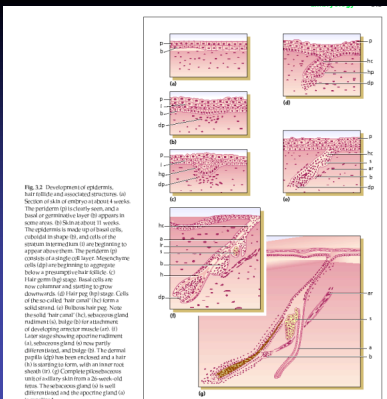 p
b
(a)
p
hc
hp
dp
(d)
p
i
b
dp
(b)
p
i
hg
dp
(c)
p
hc
s
ar
b
dp
(e)
Fig. 3.2 Development of epidermis,
hair follicle and associated structures. (a)
Section of skin of embryo at about 4 weeks.
The periderm (p) is clearly seen, and a
basal or germinative layer (b) appears in
some areas. (b) Skin at about 11 weeks.
The epidermis is made up of basal cells,
cuboidal in shape (b), and cells of the
stratum intermedium (i) are beginning to
appear above them. The periderm (p)
consists of a single cell layer. Mesenchyme
cells (dp) are beginning to aggregate
below a presumptive hair follicle. (c)
Hair germ (hg) stage. Basal cells are
now columnar and starting to grow
downwards. (d) Hair peg (hp) stage. Cells
of the so-called 'hair canal' (hc) form a
solid strand. (e) Bulbous hair peg. Note
the solid 'hair canal' (hc), sebaceous gland
rudiment (s), bulge (b) for attachment
of developing arrector muscle (ar). (f)
Later stage showing apocrine rudiment
(a), sebaceous gland (s) now partly
differentiated, and bulge (b). The dermal
papilla (dp) has been enclosed and a hair
(h) is starting to form, with an inner root
sheath (ir). (g) Complete pilosebaceous
unit of axillary skin from a 26-week-old
fetus. The sebaceous gland (s) is well
differentiated and the apocrine gland (a)
hc
a
s
b
h
dp
(f)
ar
s
a
b
(g)